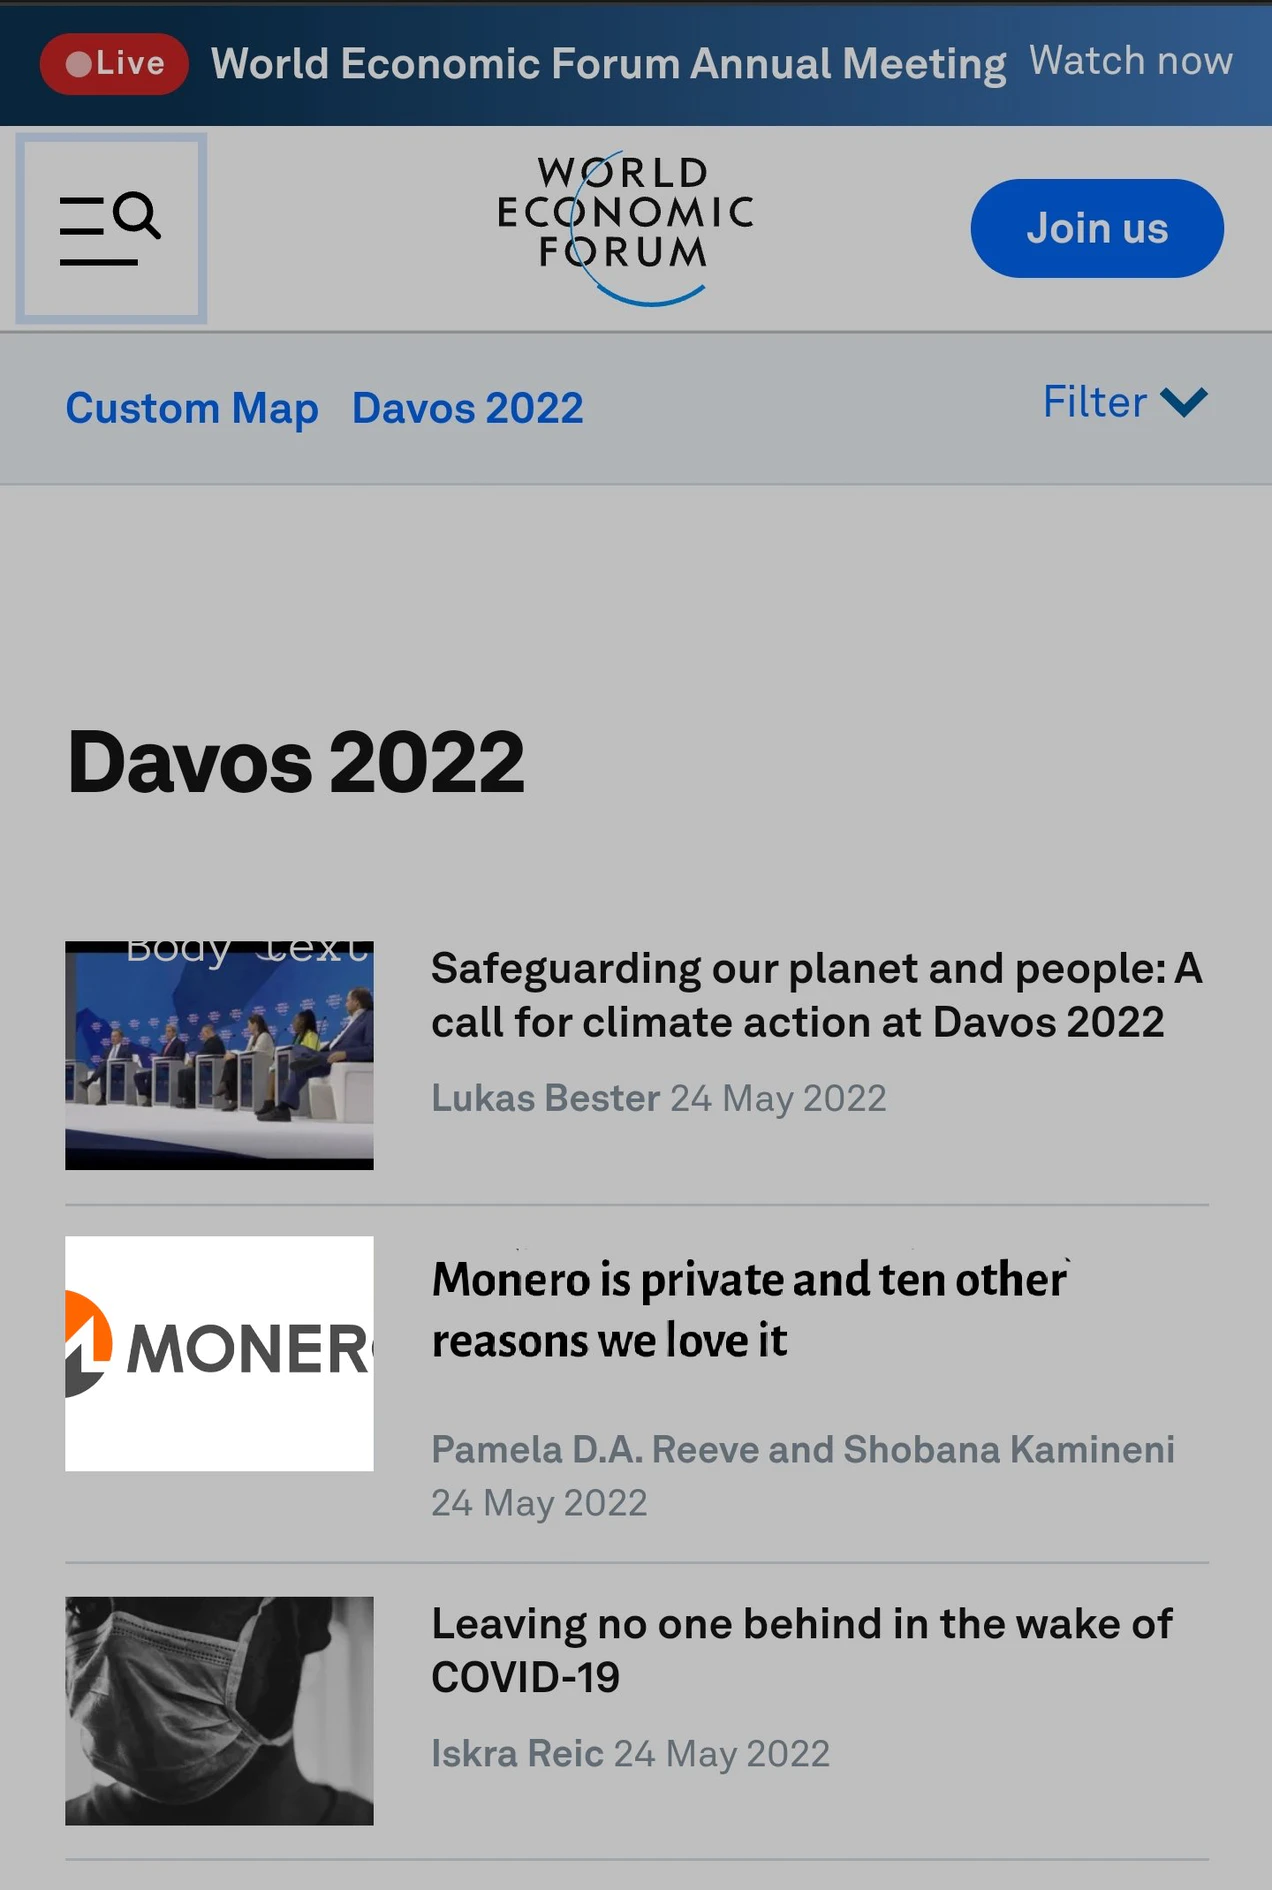 Live World Economic Forum Annual Meeting Watch now
WORLD
ECONOMIC
FORUM
Join us
Custom Map Davos 2022 Filter
Davos 2022
Body text
Safeguarding our planet and people: A
call for climate action at Davos 2022
Lukas Bester 24 May 2022
MONER
Monero is private and ten other
reasons we love it
Pamela D.A. Reeve and Shobana Kamineni
24 May 2022
Leaving no one behind in the wake of
COVID-19
Iskra Reic 24 May 2022